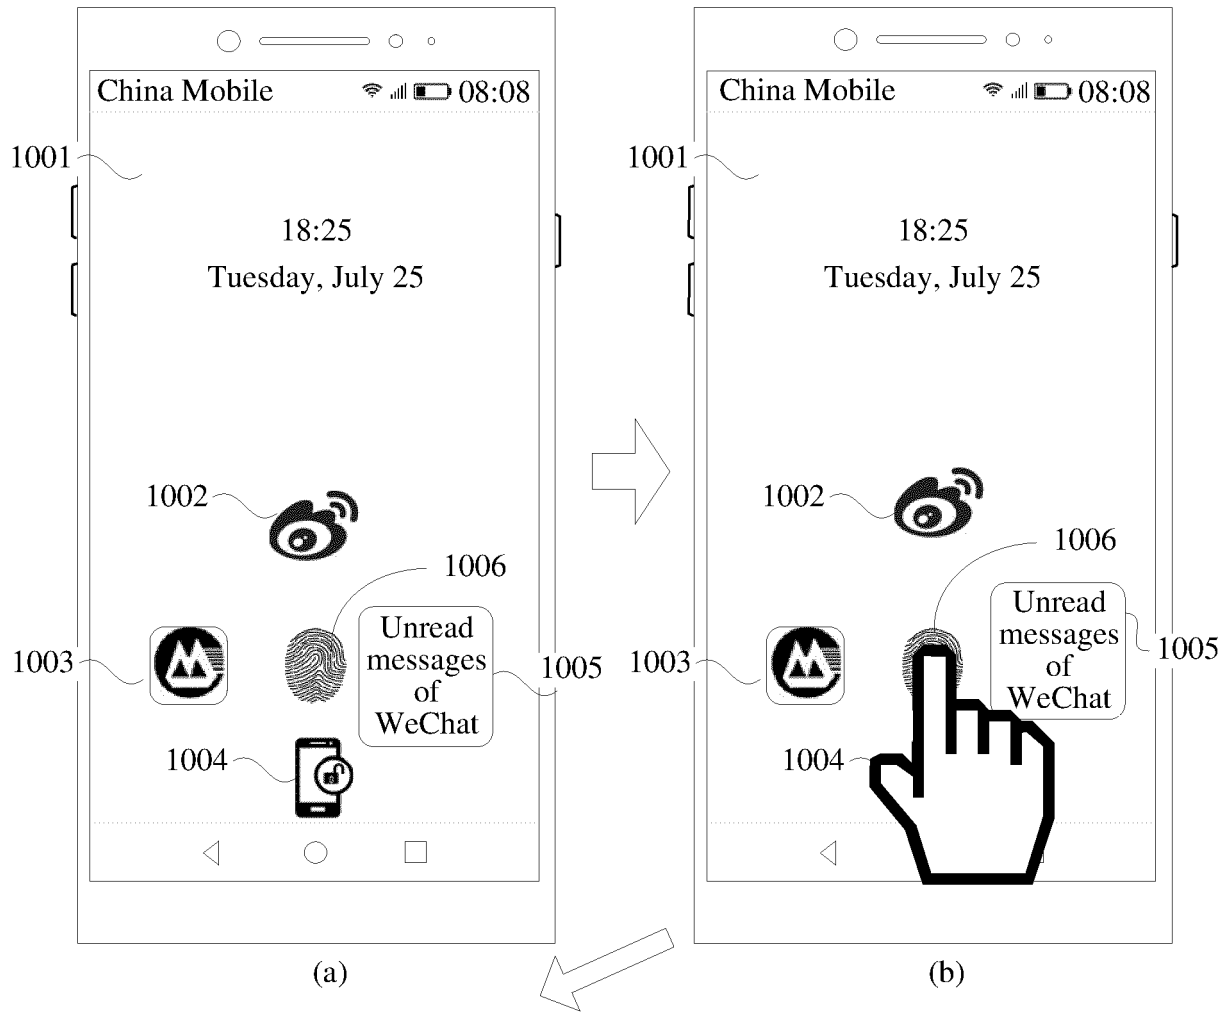 China Mobile 08:08
1001
18:25
Tuesday, July 25
1002
1006
1003
Unread
messages
of
WeChat
1005
1004
(a)
China Mobile 08:08
1001
18:25
Tuesday, July 25
1002
1006
1003
Unread
messages
of
WeChat
1005
1004
(b)